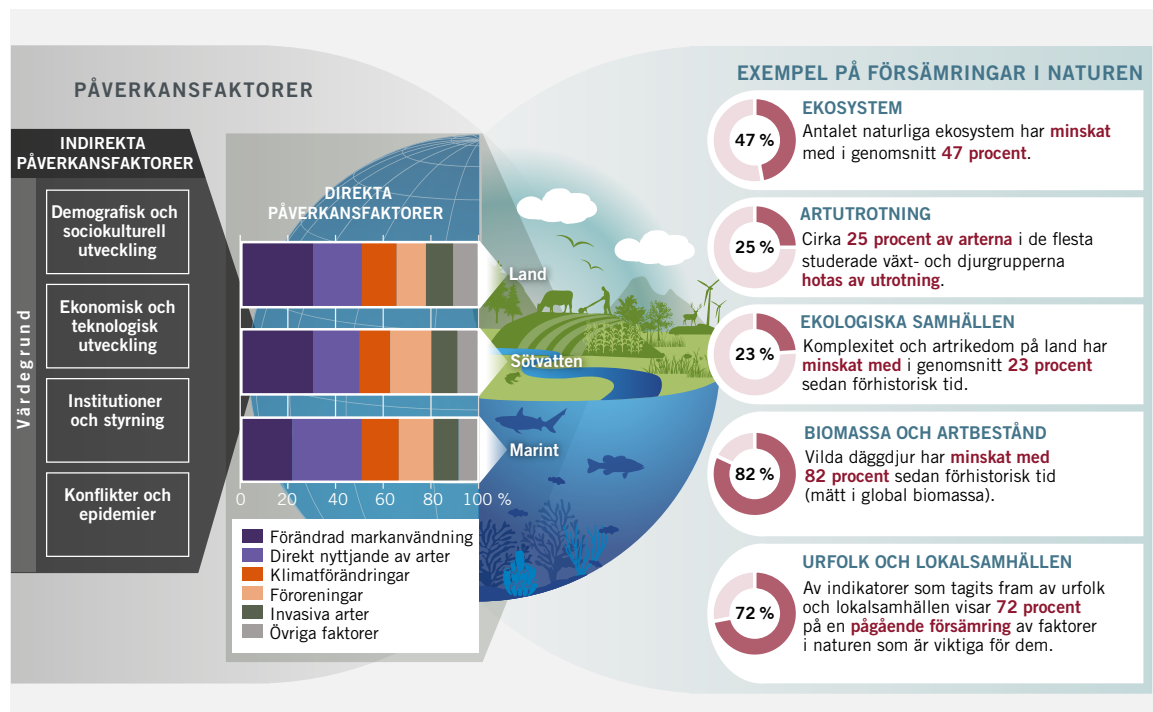 PÅVERKANSFAKTORER
INDIREKTA
PÅVERKANSFAKTORER
Värdegrund
Demografisk och
sociokulturell
utveckling
Ekonomisk och
teknologisk
utveckling
Institutioner
och styrning
Konflikter och
epidemier
DIREKTA
PÅVERKANSFAKTORER
Land
Sötvatten
Marint
0 20 40 60 80 100 %
Förändrad markanvändning
Direkt nyttjande av arter
Klimatförändringar
Föroreningar
Invasiva arter
Övriga faktorer
EXEMPEL PÅ FÖRSÄMRINGAR I NATUREN
47 %
EKOSYSTEM
Antalet naturliga ekosystem har minskat
med i genomsnitt 47 procent.
25 %
ARTUTROTNING
Cirka 25 procent av arterna i de flesta
studerade växt- och djurgrupperna
hotas av utrotning.
23 %
EKOLOGISKA SAMHÄLLEN
Komplexitet och artrikedom på land har
minskat med i genomsnitt 23 procent
sedan förhistorisk tid.
82 %
BIOMASSA OCH ARTBESTÅND
Vilda däggdjur har minskat med
82 procent sedan förhistorisk tid
(mätt i global biomassa).
72 %
URFOLK OCH LOKALSAMHÄLLEN
Av indikatorer som tagits fram av urfolk
och lokalsamhällen visar 72 procent
på en pågående försämring av faktorer
i naturen som är viktiga för dem.